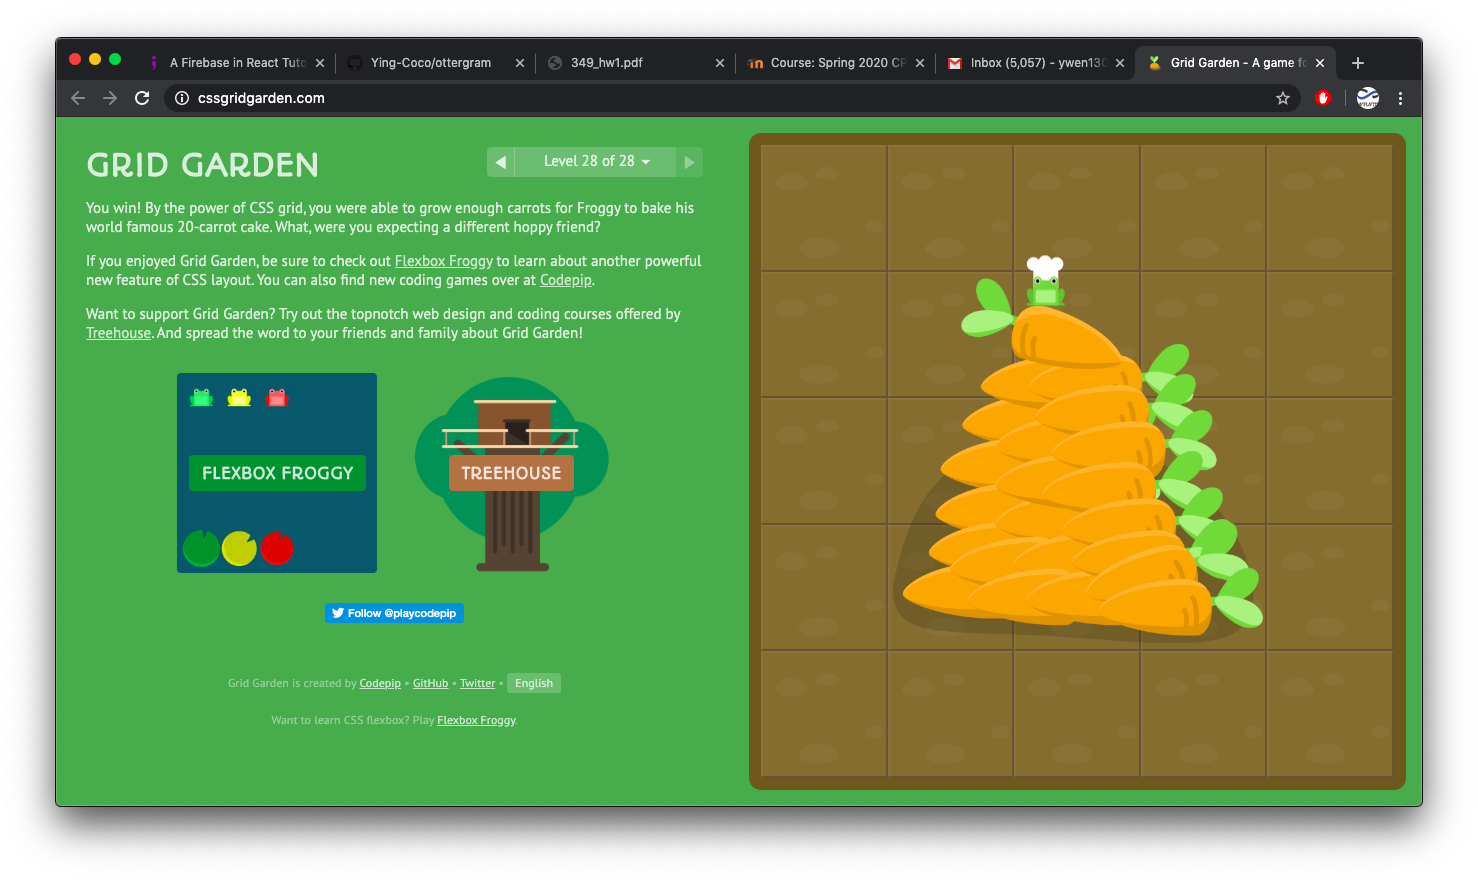 A Firebase in React Tuto
Ying-Coco/ottergram
349_hw1.pdf
Course: Spring 2020 CP
Inbox (5,057) - ywen130
Grid Garden - A game fo
cssgridgarden.com
GRID GARDEN
Level 28 of 28
You win! By the power of CSS grid, you were able to grow enough carrots for Froggy to bake his
world famous 20-carrot cake. What, were you expecting a different hoppy friend?
If you enjoyed Grid Garden, be sure to check out Flexbox Froggy to learn about another powerful
new feature of CSS layout. You can also find new coding games over at Codepip.
Want to support Grid Garden? Try out the topnotch web design and coding courses offered by
Treehouse. And spread the word to your friends and family about Grid Garden!
FLEXBOX FROGGY
TREEHOUSE
Follow @playcodepip
Grid Garden is created by Codepip • GitHub • Twitter • English
Want to learn CSS flexbox? Play Flexbox Froggy.